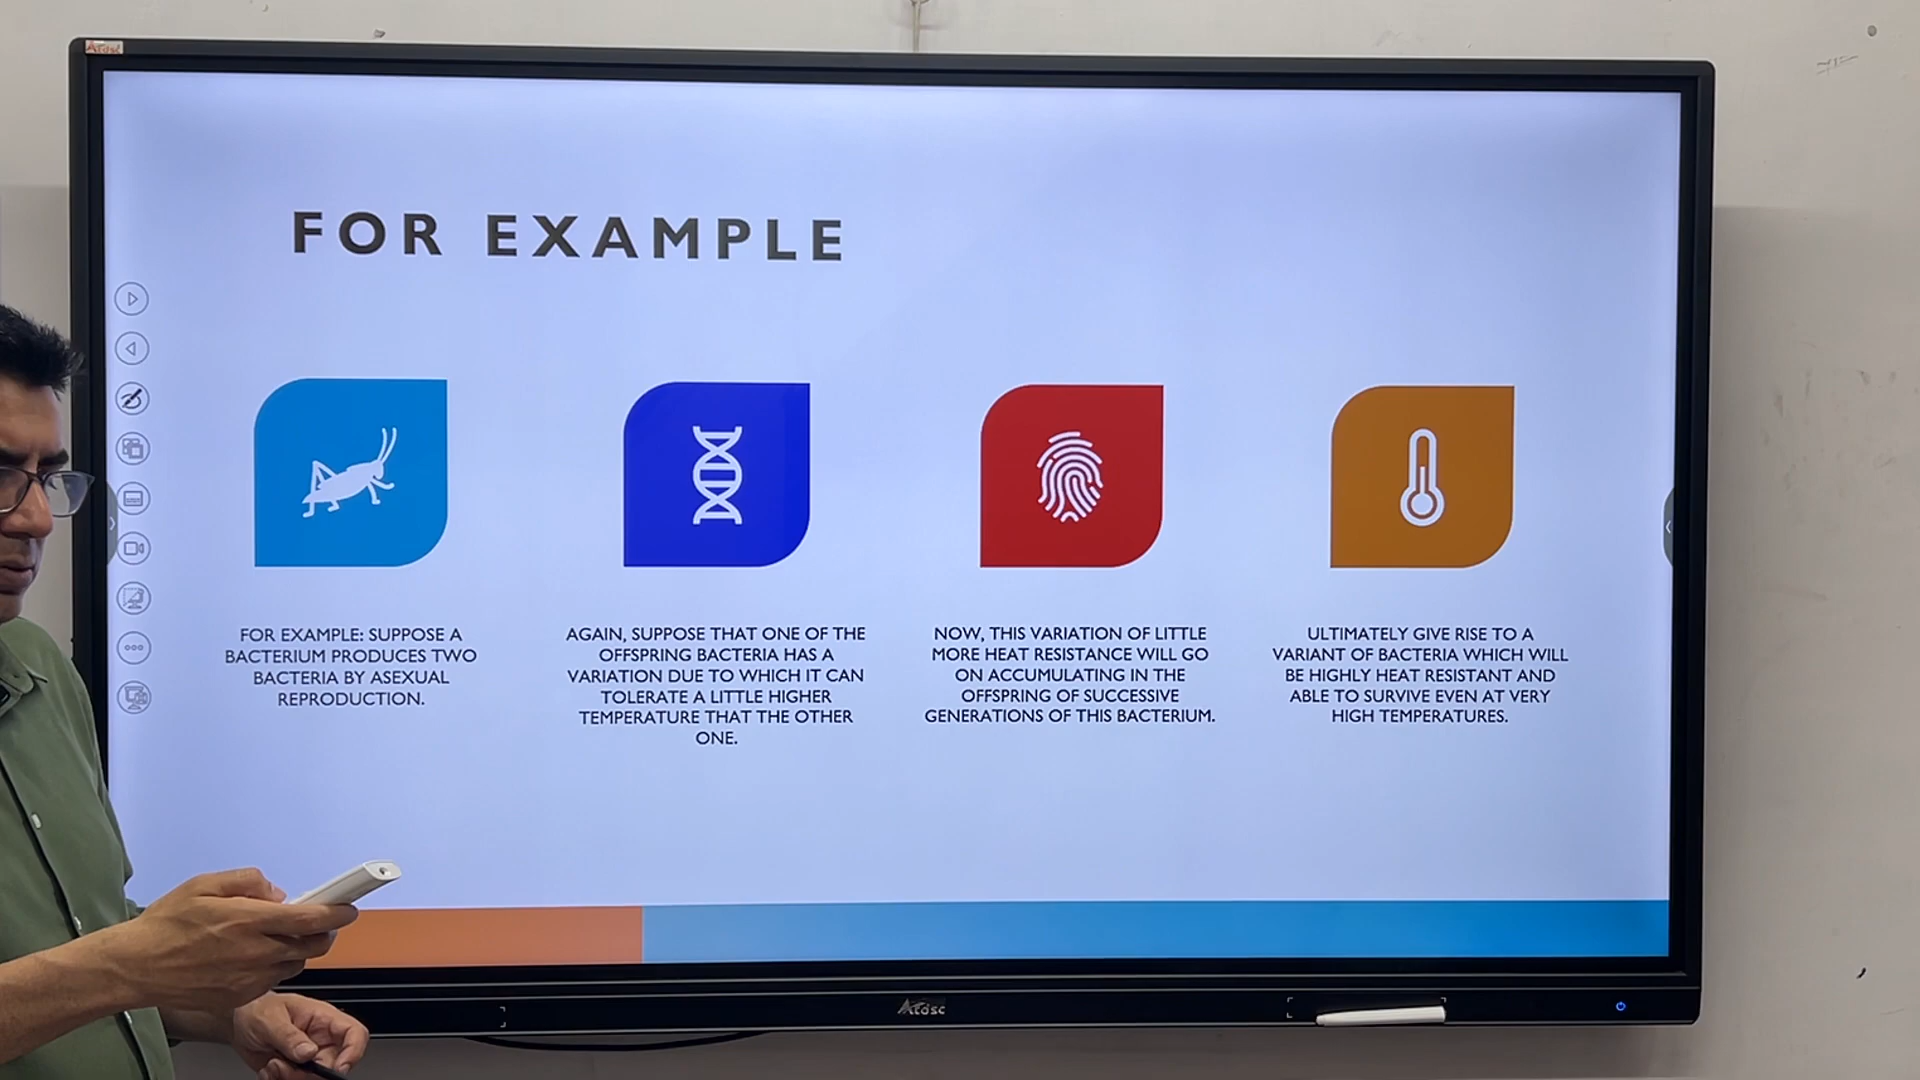 Atdsc
FOR EXAMPLE
FOR EXAMPLE: SUPPOSE A
BACTERIUM PRODUCES TWO
BACTERIA BY ASEXUAL
REPRODUCTION.
AGAIN, SUPPOSE THAT ONE OF THE
OFFSPRING BACTERIA HAS A
VARIATION DUE TO WHICH IT CAN
TOLERATE A LITTLE HIGHER
TEMPERATURE THAT THE OTHER
ONE.
NOW, THIS VARIATION OF LITTLE
MORE HEAT RESISTANCE WILL GO
ON ACCUMULATING IN THE
OFFSPRING OF SUCCESSIVE
GENERATIONS OF THIS BACTERIUM.
ULTIMATELY GIVE RISE TO A
VARIANT OF BACTERIA WHICH WILL
BE HIGHLY HEAT RESISTANT AND
ABLE TO SURVIVE EVEN AT VERY
HIGH TEMPERATURES.
Atdsc